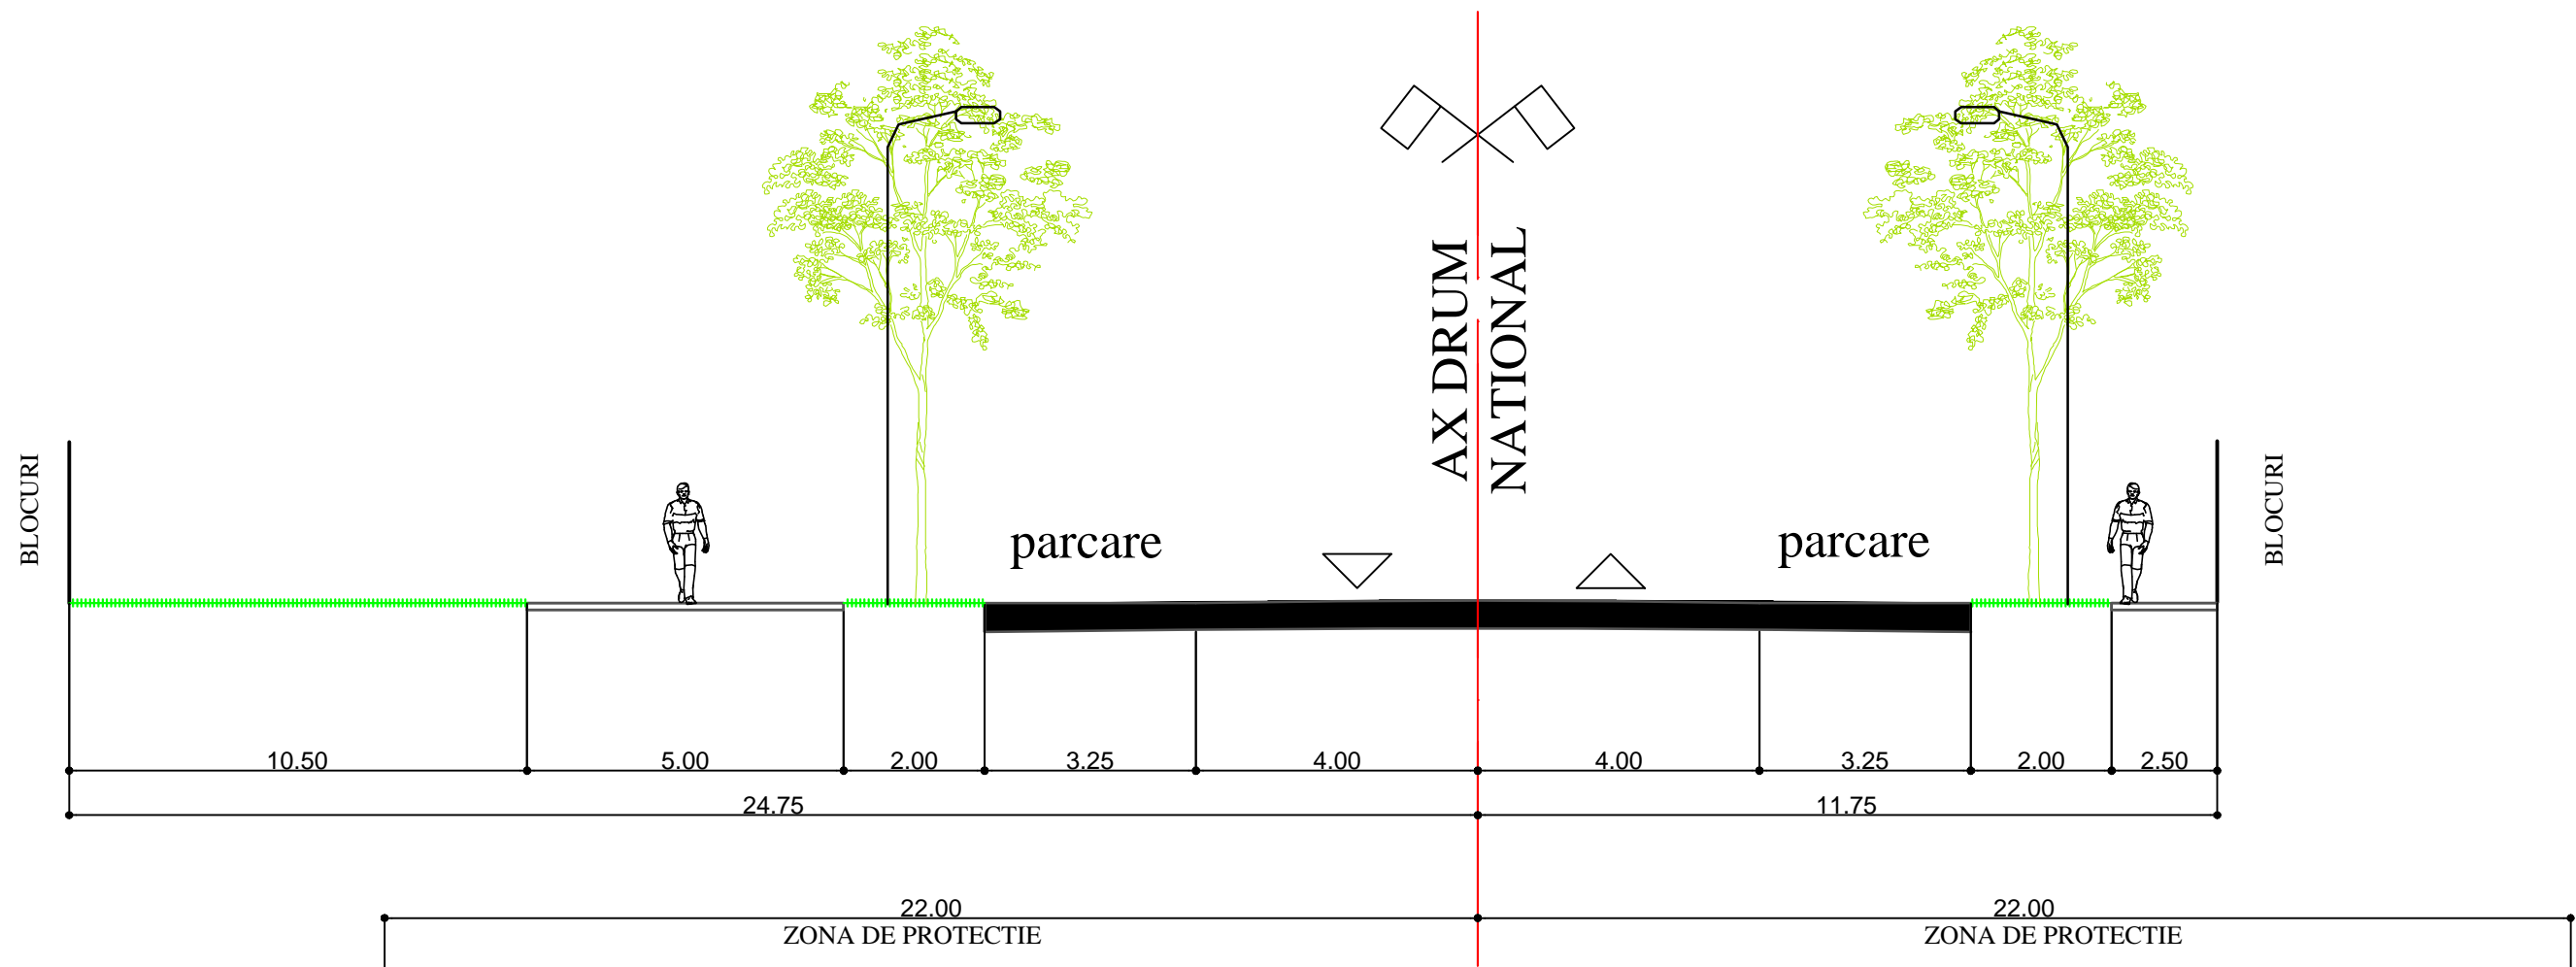 AX DRUM
NATIONAL
BLOCURI
BLOCURI
parcare
parcare
10.50
5.00
2.00
3.25
4.00
4.00
3.25
2.00
2.50
24.75
11.75
22.00
22.00
ZONA DE PROTECTIE
ZONA DE PROTECTIE